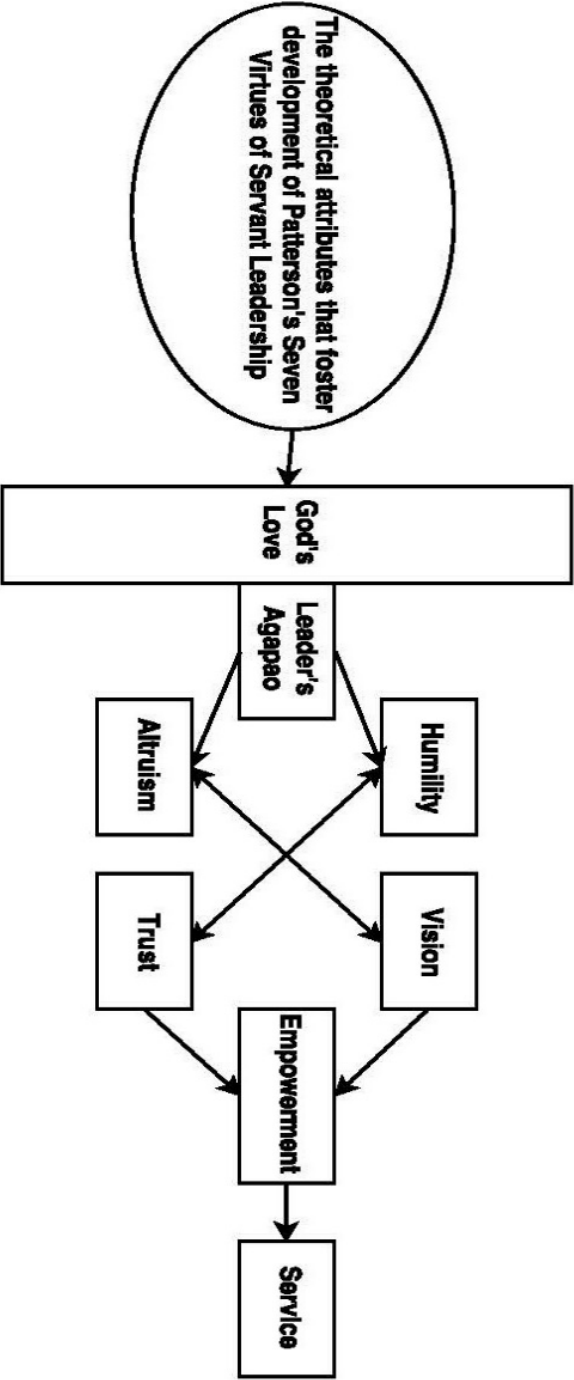 The theoretical attributes that foster
development of Patterson's Seven
Virtues of Servant Leadership
God's
Love
Leader's
Agapao
Humility
Altruism
Vision
Trust
Empowerment
Service